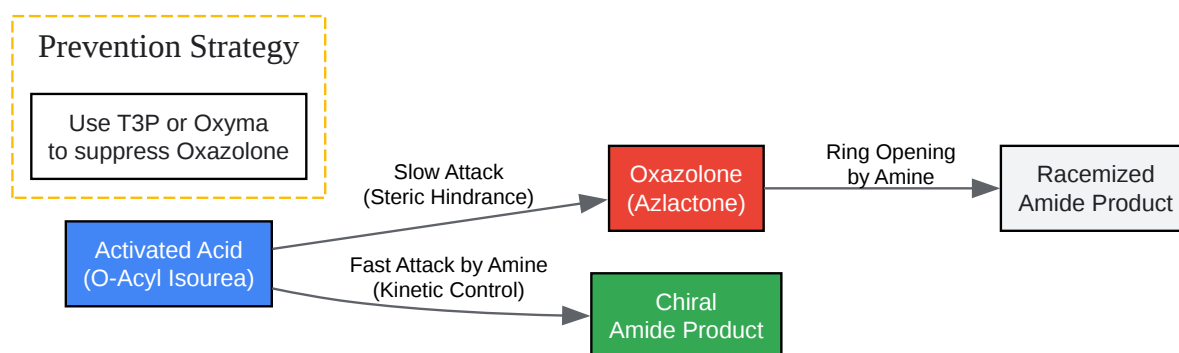 Prevention Strategy
Use T3P or Oxyma
to suppress Oxazolone
Activated Acid
(O-Acyl Isourea)
Slow Attack
(Steric Hindrance)
Fast Attack by Amine
(Kinetic Control)
Oxazolone
(Azlactone)
Chiral
Amide Product
Ring Opening
by Amine
Racemized
Amide Product